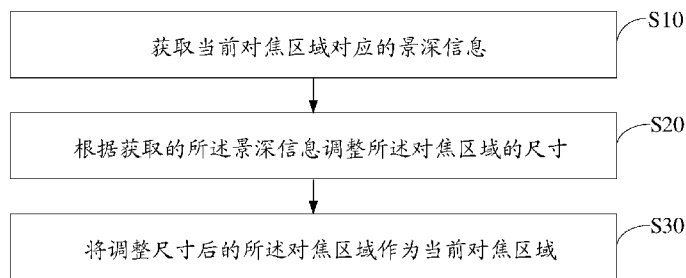 S10
获取当前对焦区域对应的景深信息
S20
根据获取的所述景深信息调整所述对焦区域的尺寸
S30
将调整尺寸后的所述对焦区域作为当前对焦区域